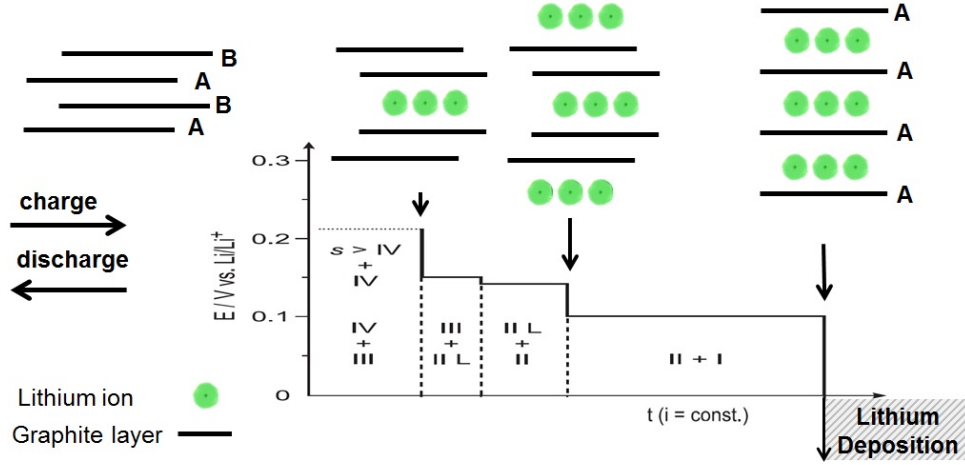 B
A
B
A
A
A
A
A
charge
discharge
E / V vs. Li/Li⁺
0.3
0.2
0.1
0
s > IV
+
IV
IV
+
III
III
+
II L
II L
+
II
II + I
t (i = const.)
Lithium
Deposition
Lithium ion
Graphite layer